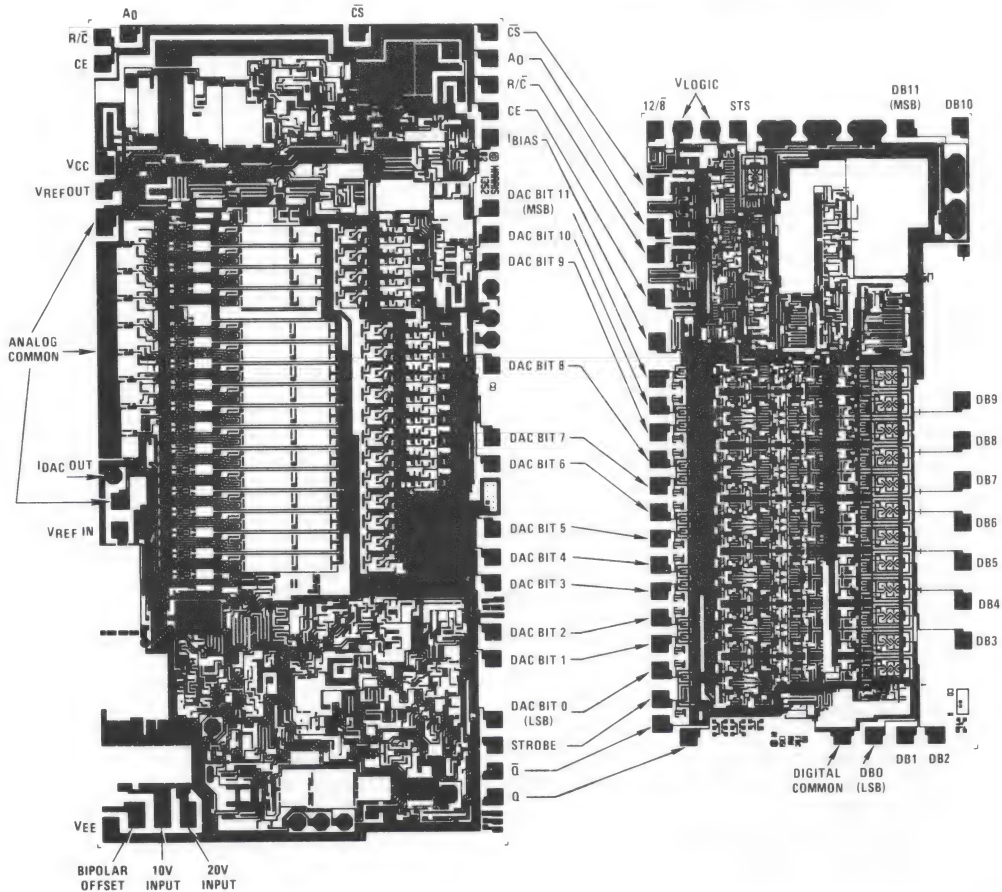 A0
C̅S̅
R/C̅
CE
VCC
VREFOUT
ANALOG
COMMON
IDAC OUT
VREF IN
VEE
BIPOLAR
OFFSET
10V
INPUT
20V
INPUT
C̅S̅
A0
R/C̅
CE
IBIAS
DAC BIT 11
(MSB)
DAC BIT 10
DAC BIT 9
DAC BIT 8
DAC BIT 7
DAC BIT 6
DAC BIT 5
DAC BIT 4
DAC BIT 3
DAC BIT 2
DAC BIT 1
DAC BIT 0
(LSB)
STROBE
Q̅
Q
12/8̅
VLOGIC
STS
DB11
(MSB)
DB10
DB9
DB8
DB7
DB6
DB5
DB4
DB3
DIGITAL
COMMON
DB0
(LSB)
DB1
DB2